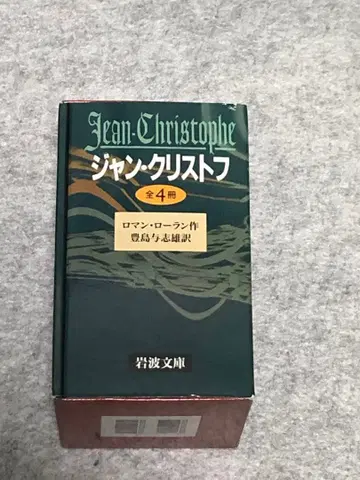 Jean-Christophe
ジャン・クリストフ
全4冊
ロマン・ローラン作
豊島与志雄訳
岩波文庫